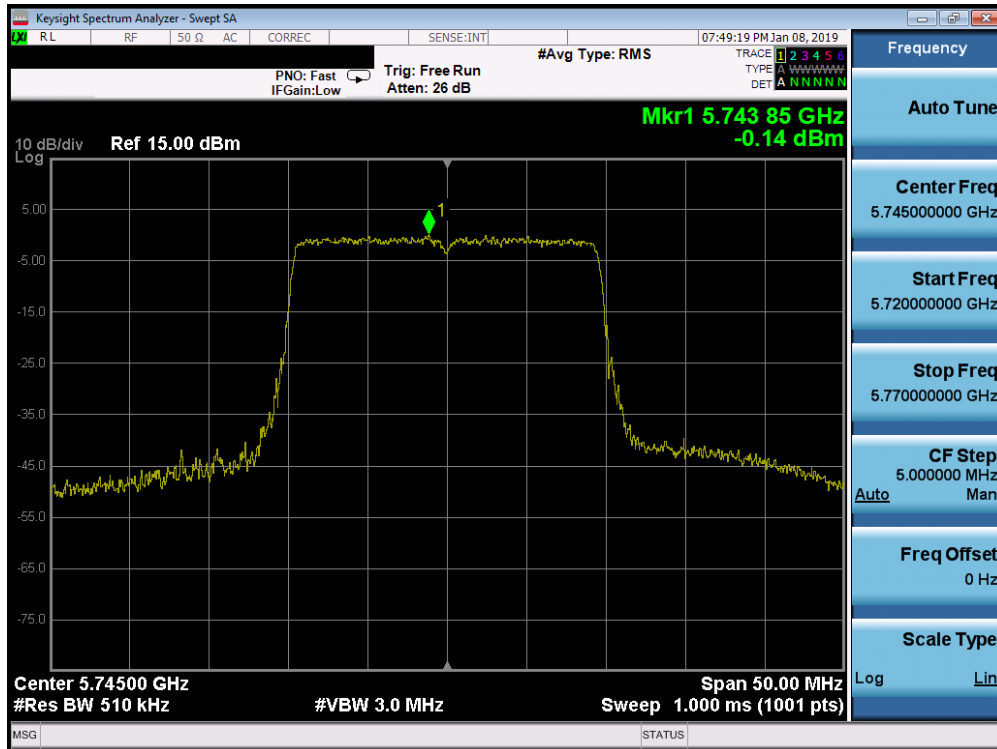 Keysight Spectrum Analyzer - Swept SA
LXI RL RF 50 Ω AC CORREC SENSE:INT 07:49:19 PM Jan 08, 2019
#Avg Type: RMS TRACE 1 2 3 4 5 6
PNO: Fast Trig: Free Run TYPE A WWWWW
IFGain:Low Atten: 26 dB DET A N N N N N
Mkr1 5.743 85 GHz
-0.14 dBm
10 dB/div Ref 15.00 dBm
Log
1
5.00
-5.00
-15.0
-25.0
-35.0
-45.0
-55.0
-65.0
-75.0
Center 5.74500 GHz Span 50.00 MHz
#Res BW 510 kHz #VBW 3.0 MHz Sweep 1.000 ms (1001 pts)
MSG STATUS
Frequency
Auto Tune
Center Freq
5.745000000 GHz
Start Freq
5.720000000 GHz
Stop Freq
5.770000000 GHz
CF Step
5.000000 MHz
Auto Man
Freq Offset
0 Hz
Scale Type
Log Lin